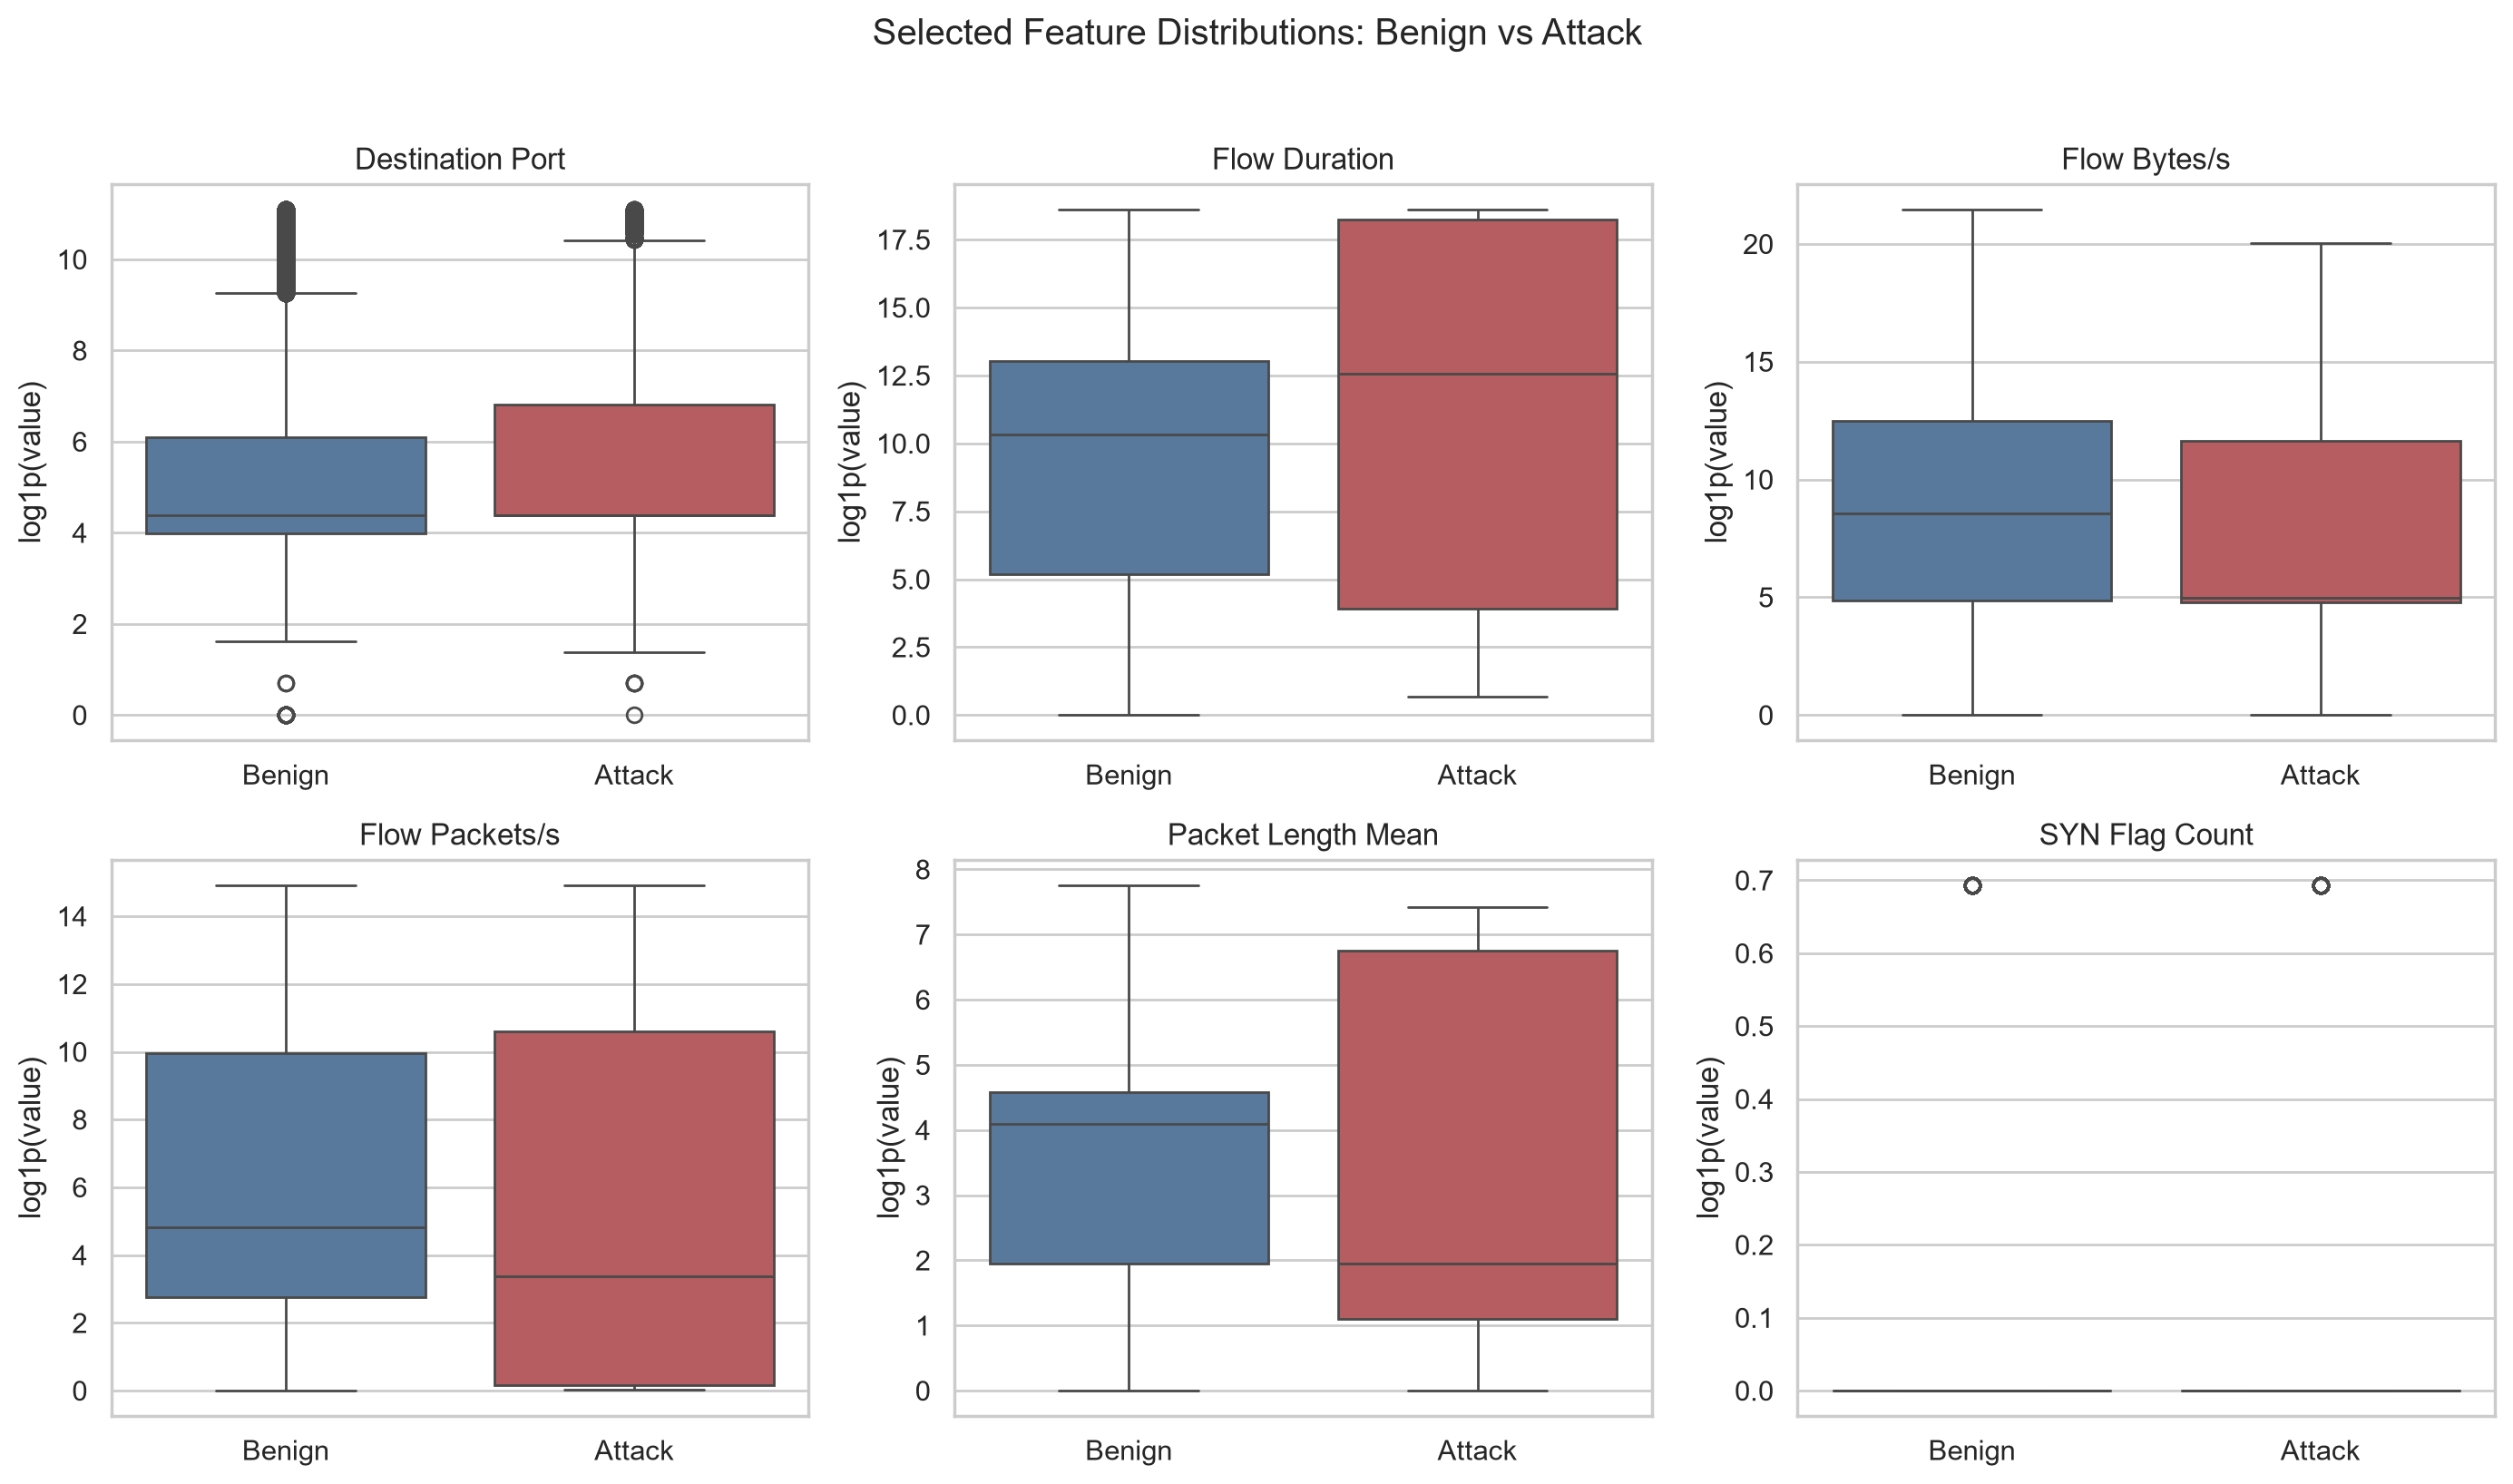 Selected Feature Distributions: Benign vs Attack
Destination Port
log1p(value)
10
8
6
4
2
0
Benign
Attack
Flow Duration
log1p(value)
17.5
15.0
12.5
10.0
7.5
5.0
2.5
0.0
Benign
Attack
Flow Bytes/s
log1p(value)
20
15
10
5
0
Benign
Attack
Flow Packets/s
log1p(value)
14
12
10
8
6
4
2
0
Benign
Attack
Packet Length Mean
log1p(value)
8
7
6
5
4
3
2
1
0
Benign
Attack
SYN Flag Count
log1p(value)
0.7
0.6
0.5
0.4
0.3
0.2
0.1
0.0
Benign
Attack